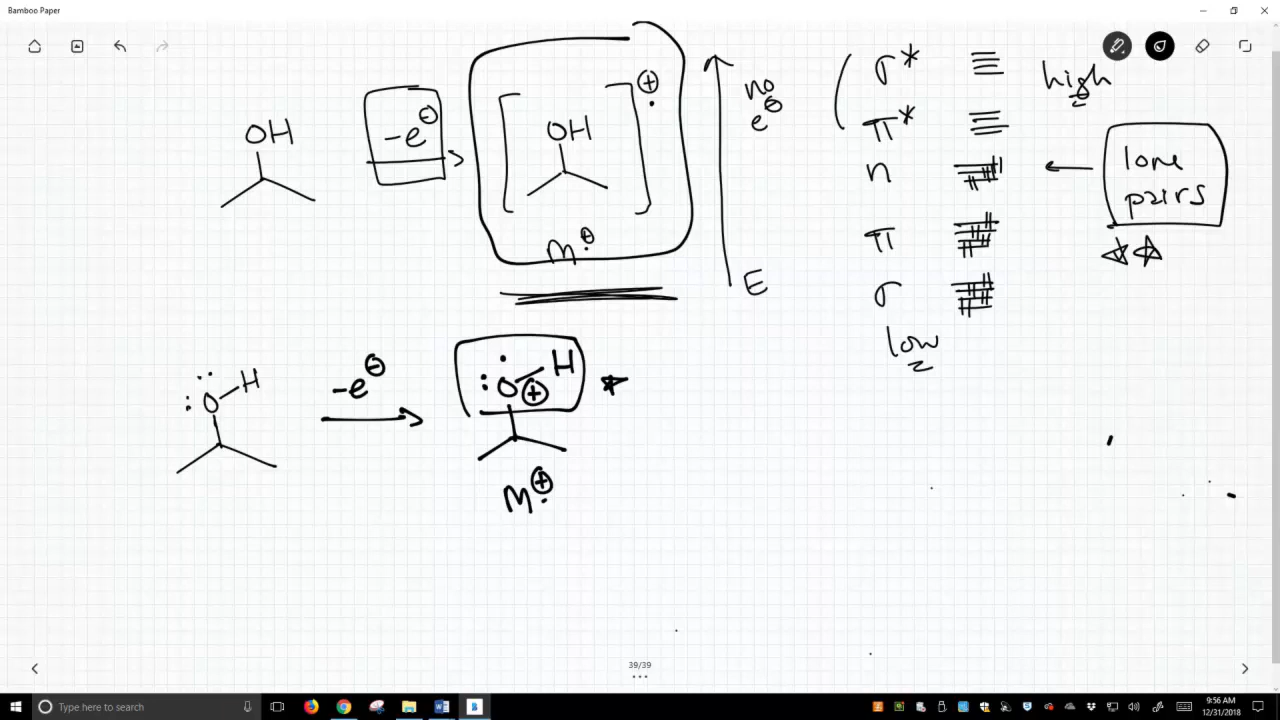 Bamboo Paper
OH
-e⊖
[OH]⊕•
M⊕•
no
e⊖
E
σ*
π*
n
π
σ
low
high
lone
pairs
:Ö-H
-e⊖
:Ȯ⊕-H
M⊕•
39/39
Type here to search
9:56 AM
12/31/2018